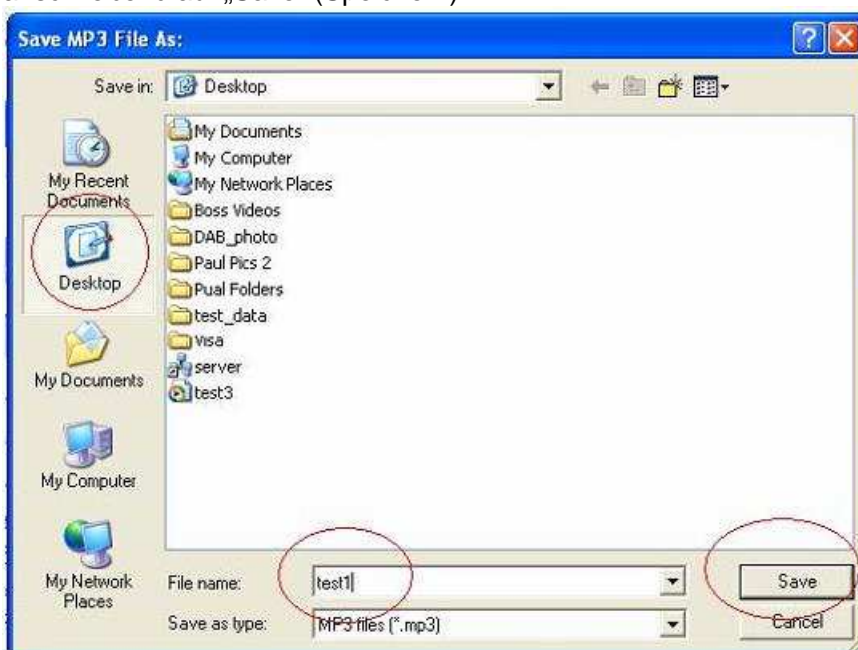 Save MP3 File As:
Save in:
Desktop
My Recent
Documents
Desktop
My Documents
My Computer
My Network
Places
My Documents
My Computer
My Network Places
Boss Videos
DAB_photo
Paul Pics 2
Pual Folders
test_data
visa
server
test3
File name:
test1
Save
Save as type:
MP3 files (*.mp3)
Cancel